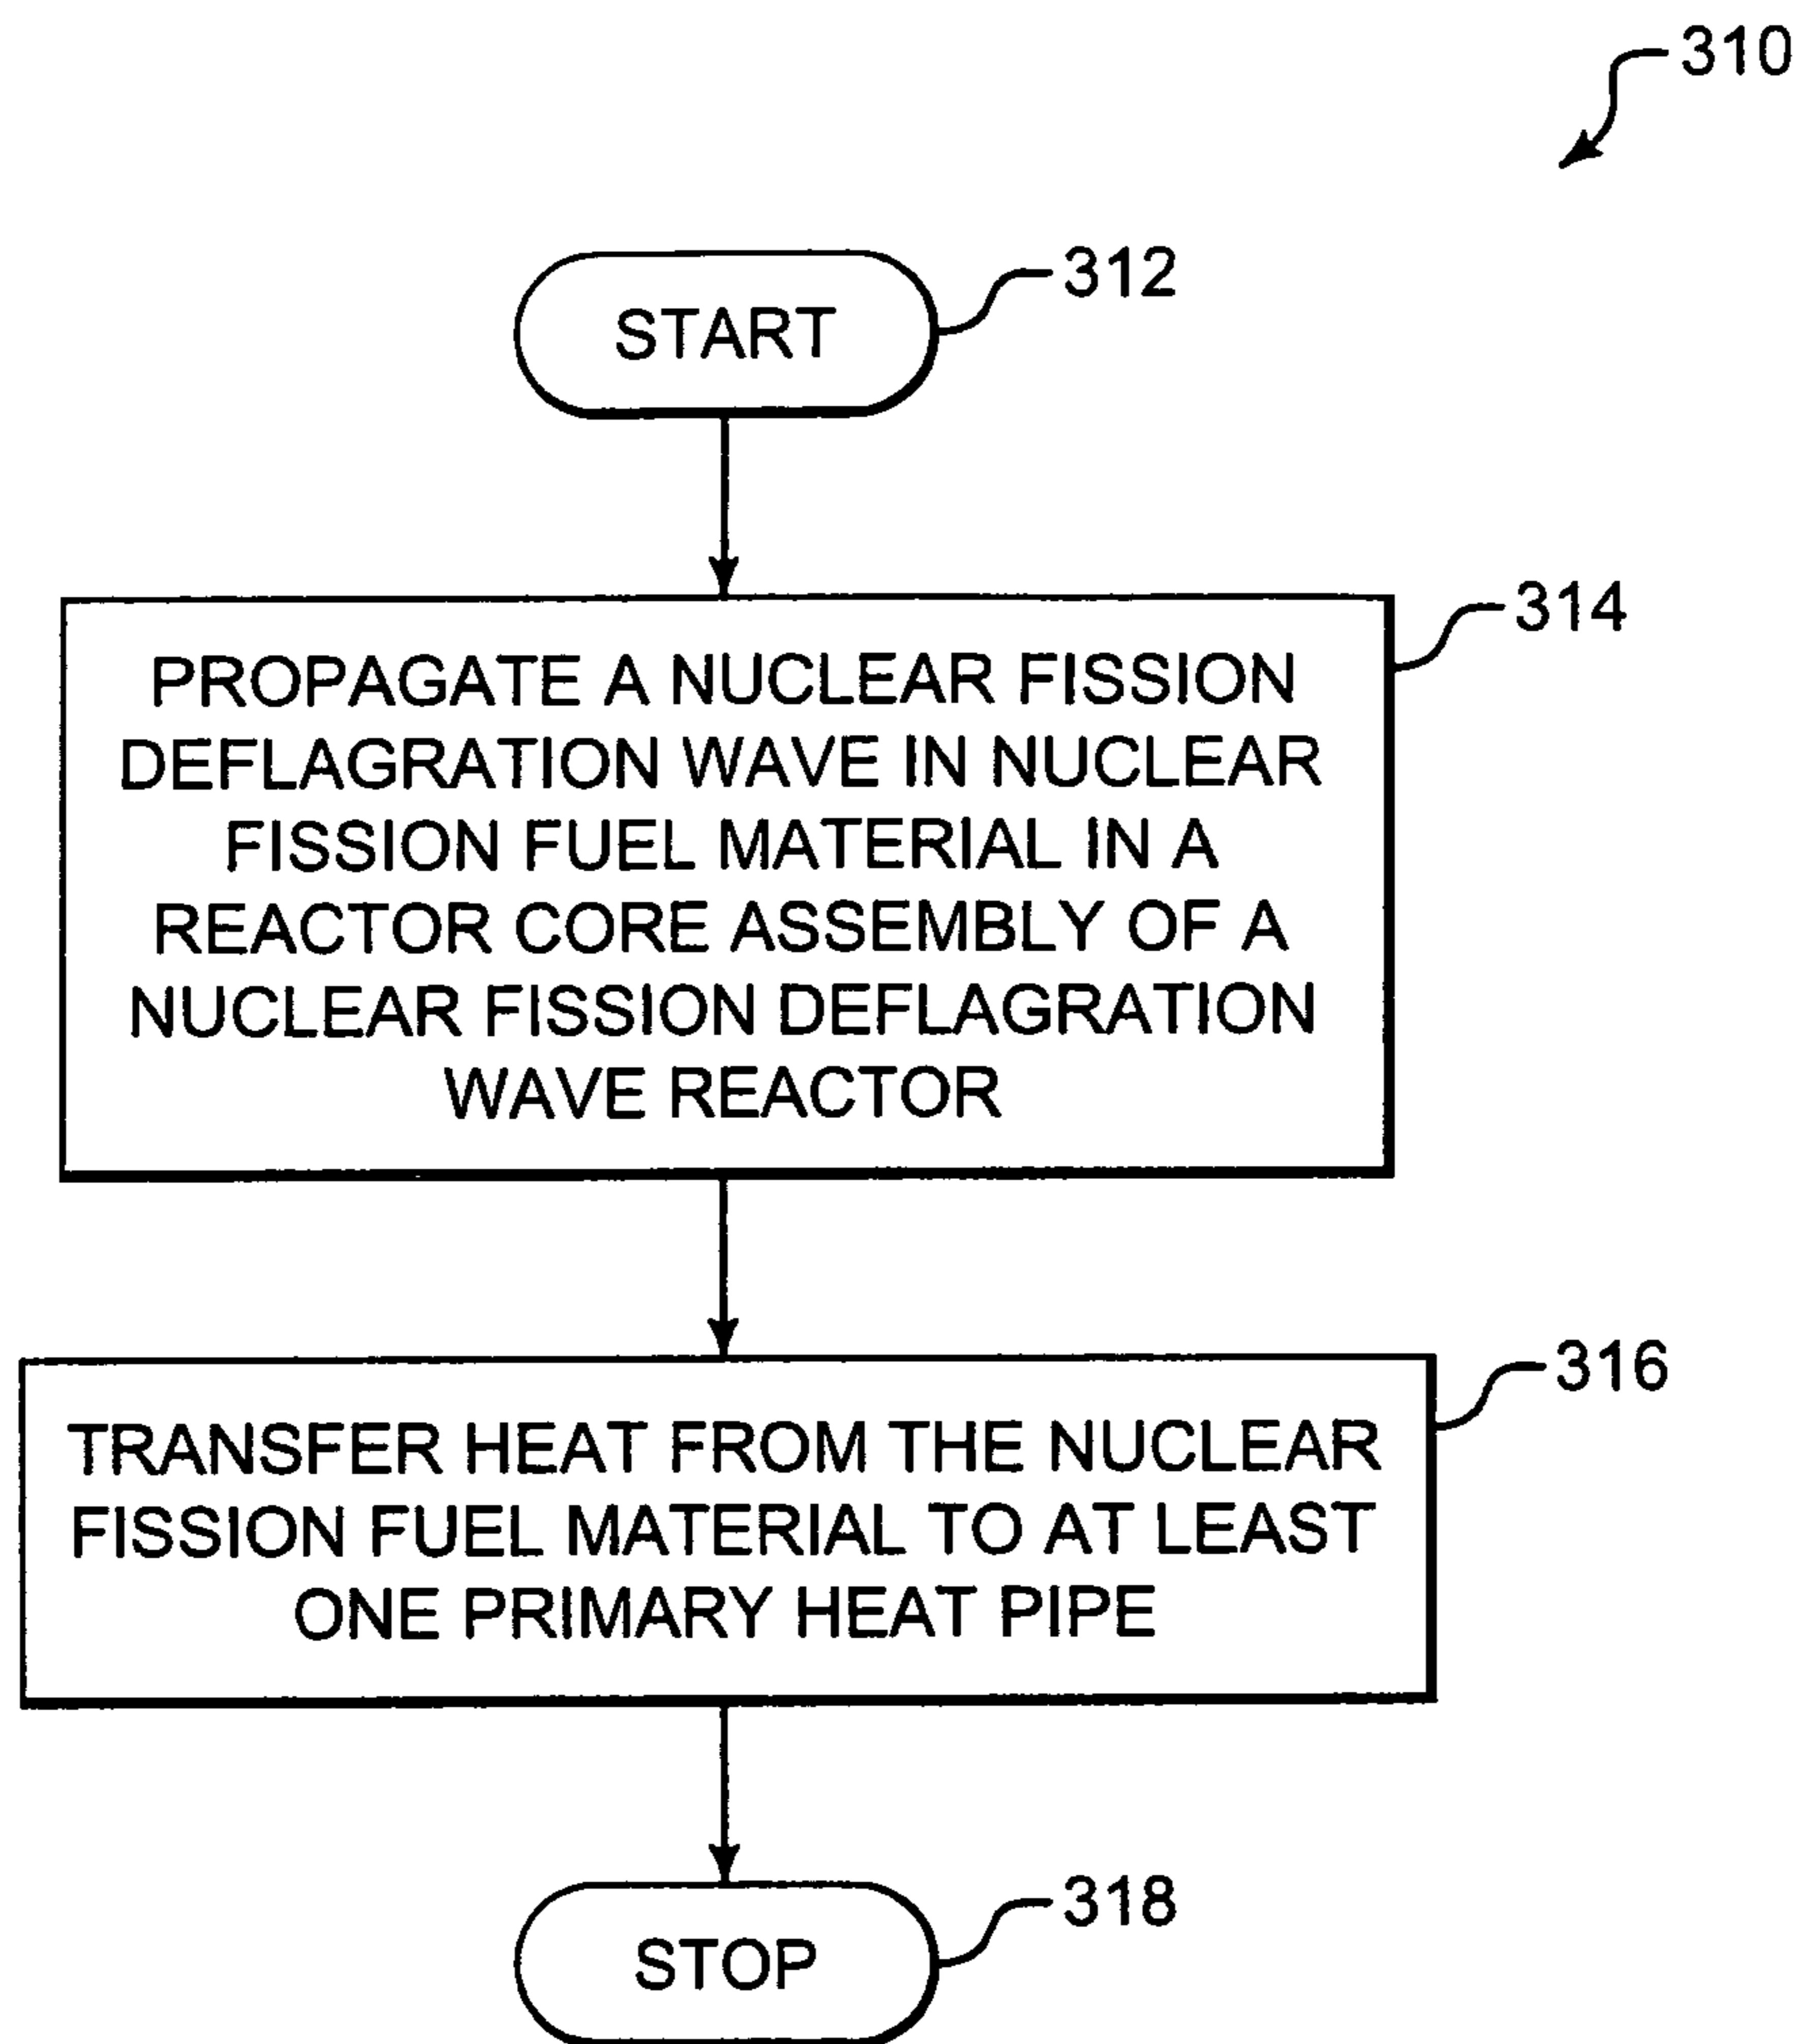 310
START
312
PROPAGATE A NUCLEAR FISSION
DEFLAGRATION WAVE IN NUCLEAR
FISSION FUEL MATERIAL IN A
REACTOR CORE ASSEMBLY OF A
NUCLEAR FISSION DEFLAGRATION
WAVE REACTOR
314
TRANSFER HEAT FROM THE NUCLEAR
FISSION FUEL MATERIAL TO AT LEAST
ONE PRIMARY HEAT PIPE
316
STOP
318